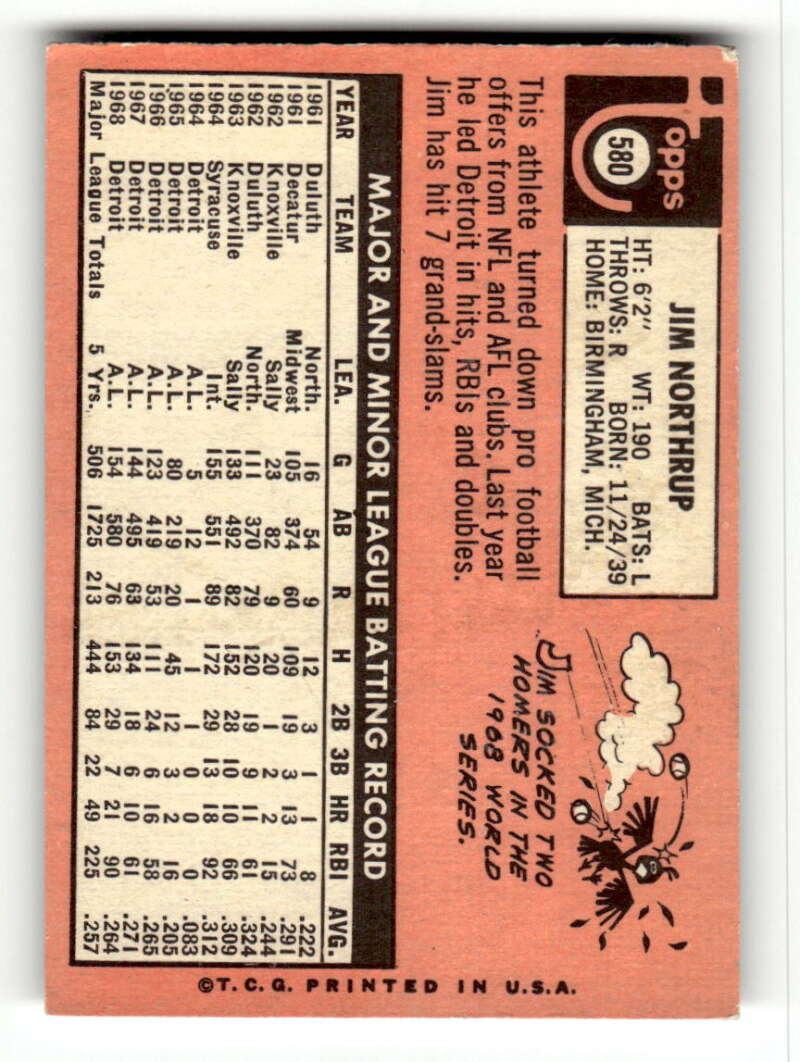 Topps
580
JIM NORTHRUP
HT: 6'2" WT: 190 BATS: L
THROWS: R BORN: 11/24/39
HOME: BIRMINGHAM, MICH.
This athlete turned down pro football
offers from NFL and AFL clubs. Last year
he led Detroit in hits, RBIs and doubles.
Jim has hit 7 grand-slams.
JIM SOCKED TWO
HOMERS IN THE
1968 WORLD
SERIES.
MAJOR AND MINOR LEAGUE BATTING RECORD
YEAR TEAM LEA. G AB R H 2B 3B HR RBI AVG.
1961 Duluth North. 16 54 9 12 3 1 1 8 .222
1961 Decatur Midwest 105 374 60 109 19 3 13 73 .291
1962 Knoxville Sally 23 82 9 20 1 2 2 15 .244
1962 Duluth North. 111 370 79 120 19 9 11 61 .324
1963 Knoxville Sally 133 492 82 152 28 10 10 66 .309
1964 Syracuse Int. 155 551 89 172 29 13 18 92 .312
1964 Detroit A.L. 5 12 1 1 1 0 0 0 .083
1965 Detroit A.L. 80 219 20 45 12 3 2 16 .205
1966 Detroit A.L. 123 419 53 111 24 6 16 58 .265
1967 Detroit A.L. 144 495 63 134 18 6 10 61 .271
1968 Detroit A.L. 154 580 76 153 29 7 21 90 .264
Major League Totals 5 Yrs. 506 1725 213 444 84 22 49 225 .257
©T.C.G. PRINTED IN U.S.A.